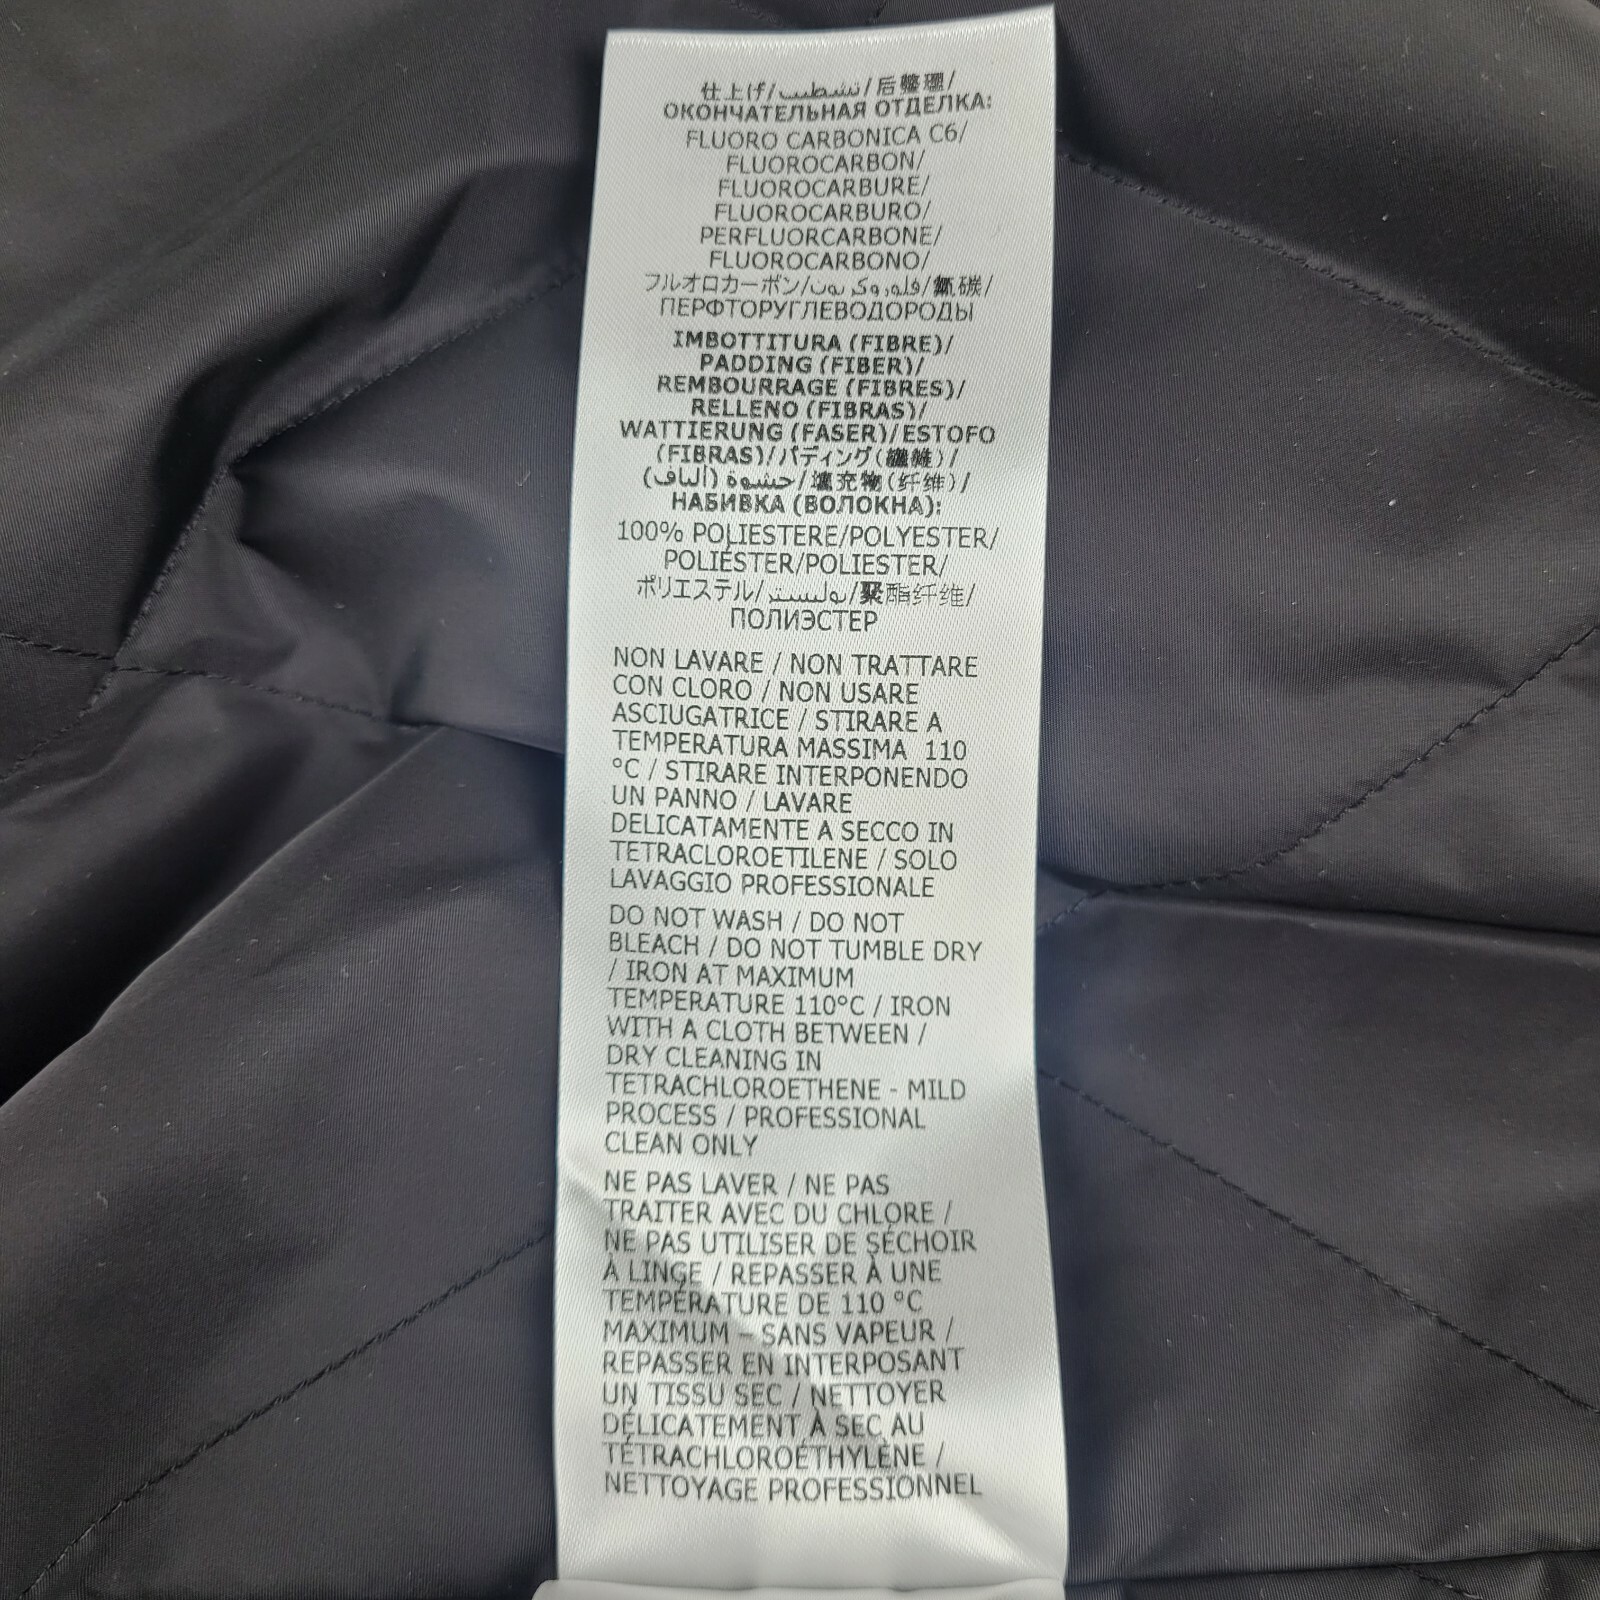 仕上げ/تشطيب/后整理/
ОКОНЧАТЕЛЬНАЯ ОТДЕЛКА:
FLUORO CARBONICA C6/
FLUOROCARBON/
FLUOROCARBURE/
FLUOROCARBURO/
PERFLUORCARBONE/
FLUOROCARBONO/
フルオロカーボン/فلوروكربون/氟碳/
ПЕРФТОРУГЛЕВОДОРОДЫ
IMBOTTITURA (FIBRE)/
PADDING (FIBER)/
REMBOURRAGE (FIBRES)/
RELLENO (FIBRAS)/
WATTIERUNG (FASER)/ESTOFO
(FIBRAS)/パディング(繊維)/
حشوة (ألياف)/填充物(纤维)/
НАБИВКА (ВОЛОКНА):
100% POLIESTERE/POLYESTER/
POLIÉSTER/POLIESTER/
ポリエステル/بوليستر/聚酯纤维/
ПОЛИЭСТЕР
NON LAVARE / NON TRATTARE
CON CLORO / NON USARE
ASCIUGATRICE / STIRARE A
TEMPERATURA MASSIMA 110
°C / STIRARE INTERPONENDO
UN PANNO / LAVARE
DELICATAMENTE A SECCO IN
TETRACLOROETILENE / SOLO
LAVAGGIO PROFESSIONALE
DO NOT WASH / DO NOT
BLEACH / DO NOT TUMBLE DRY
/ IRON AT MAXIMUM
TEMPERATURE 110°C / IRON
WITH A CLOTH BETWEEN /
DRY CLEANING IN
TETRACHLOROETHENE - MILD
PROCESS / PROFESSIONAL
CLEAN ONLY
NE PAS LAVER / NE PAS
TRAITER AVEC DU CHLORE /
NE PAS UTILISER DE SÉCHOIR
À LINGE / REPASSER À UNE
TEMPÉRATURE DE 110 °C
MAXIMUM – SANS VAPEUR /
REPASSER EN INTERPOSANT
UN TISSU SEC / NETTOYER
DÉLICATEMENT À SEC AU
TÉTRACHLOROÉTHYLÈNE /
NETTOYAGE PROFESSIONNEL